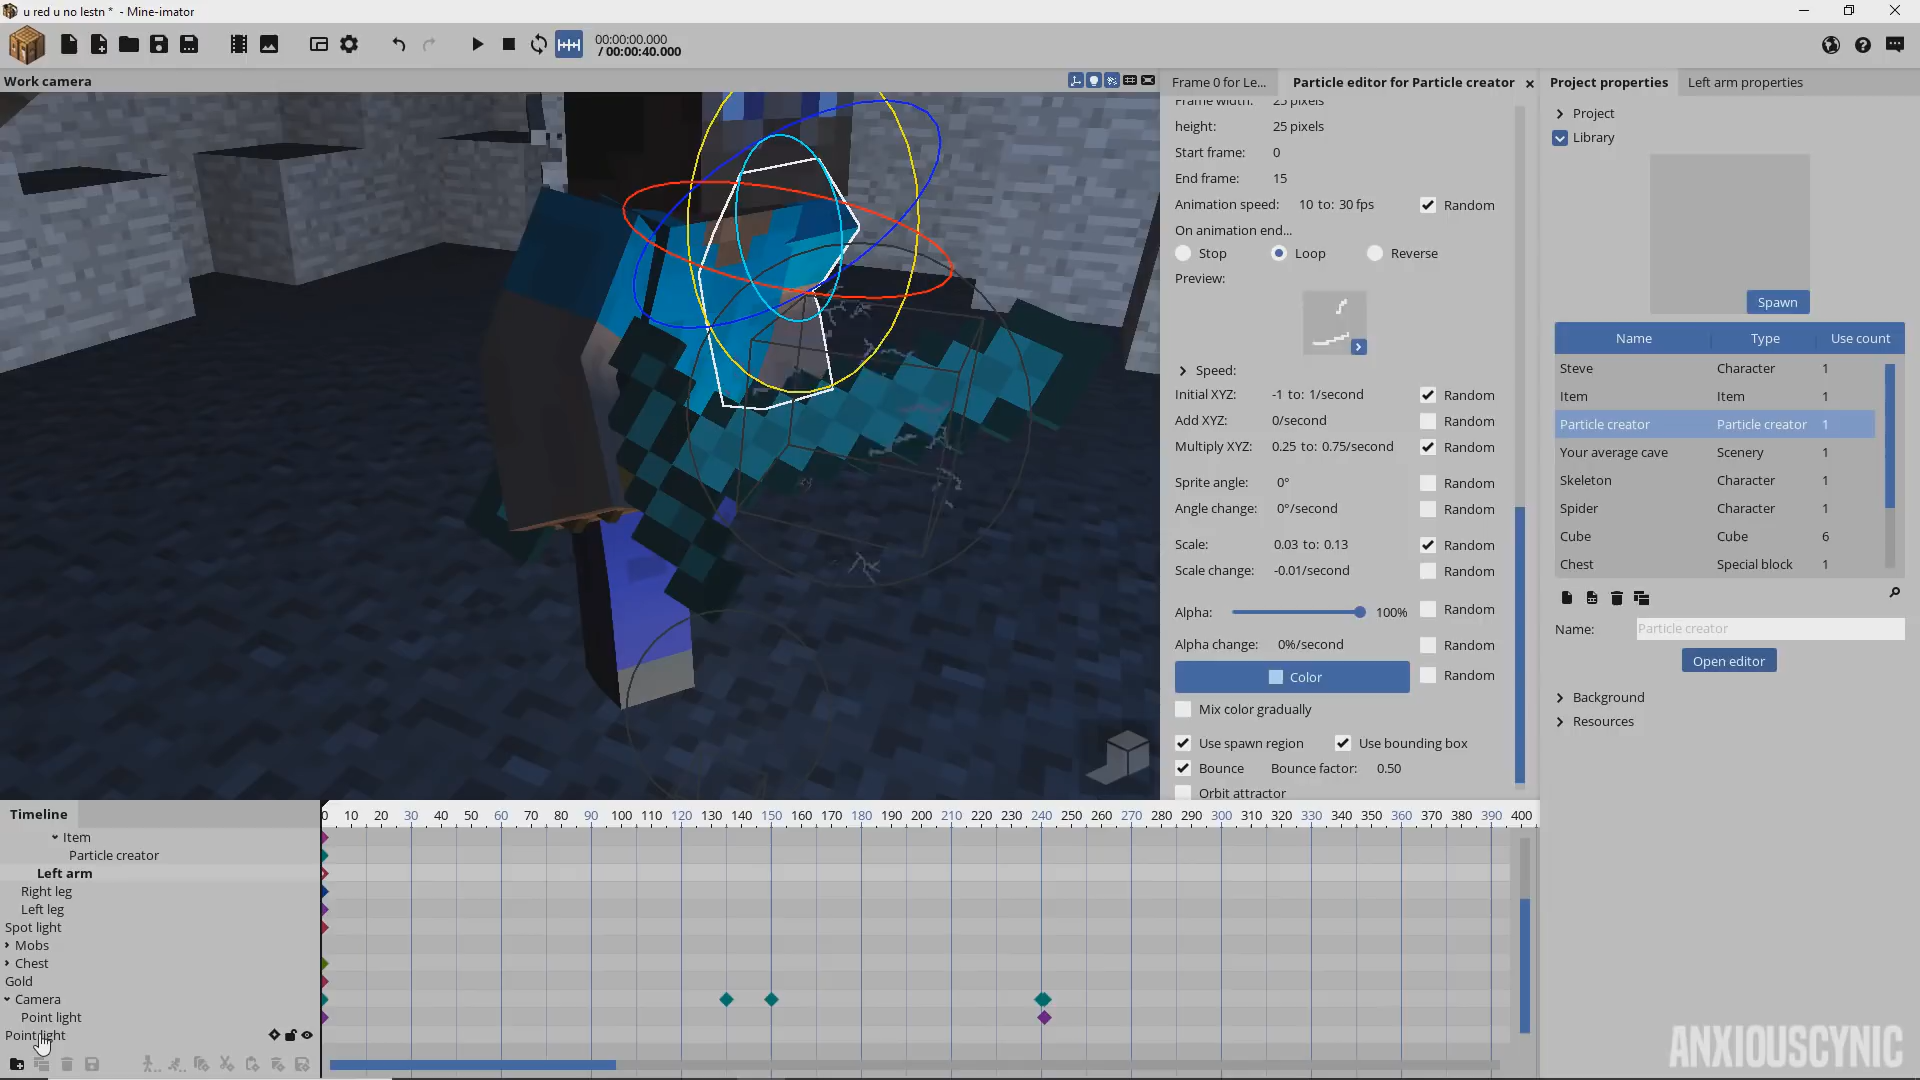 u red u no lestn * - Mine-imator
00:00:00.000
/ 00:00:40.000
Work camera
Frame 0 for Le...
Particle editor for Particle creator
Project properties
Left arm properties
Frame width: 25 pixels
height: 25 pixels
Start frame: 0
End frame: 15
Animation speed: 10 to: 30 fps Random
On animation end...
Stop Loop Reverse
Preview:
Speed:
Initial XYZ: -1 to: 1/second Random
Add XYZ: 0/second Random
Multiply XYZ: 0.25 to: 0.75/second Random
Sprite angle: 0° Random
Angle change: 0°/second Random
Scale: 0.03 to: 0.13 Random
Scale change: -0.01/second Random
Alpha: 100% Random
Alpha change: 0%/second Random
Color Random
Mix color gradually
Use spawn region Use bounding box
Bounce Bounce factor: 0.50
Orbit attractor
Project
Library
Spawn
Name Type Use count
Steve Character 1
Item Item 1
Particle creator Particle creator 1
Your average cave Scenery 1
Skeleton Character 1
Spider Character 1
Cube Cube 6
Chest Special block 1
Name: Particle creator
Open editor
Background
Resources
Timeline
0 10 20 30 40 50 60 70 80 90 100 110 120 130 140 150 160 170 180 190 200 210 220 230 240 250 260 270 280 290 300 310 320 330 340 350 360 370 380 390 400
Item
Particle creator
Left arm
Right leg
Left leg
Spot light
Mobs
Chest
Gold
Camera
Point light
Point light
ANXIOUSCYNIC